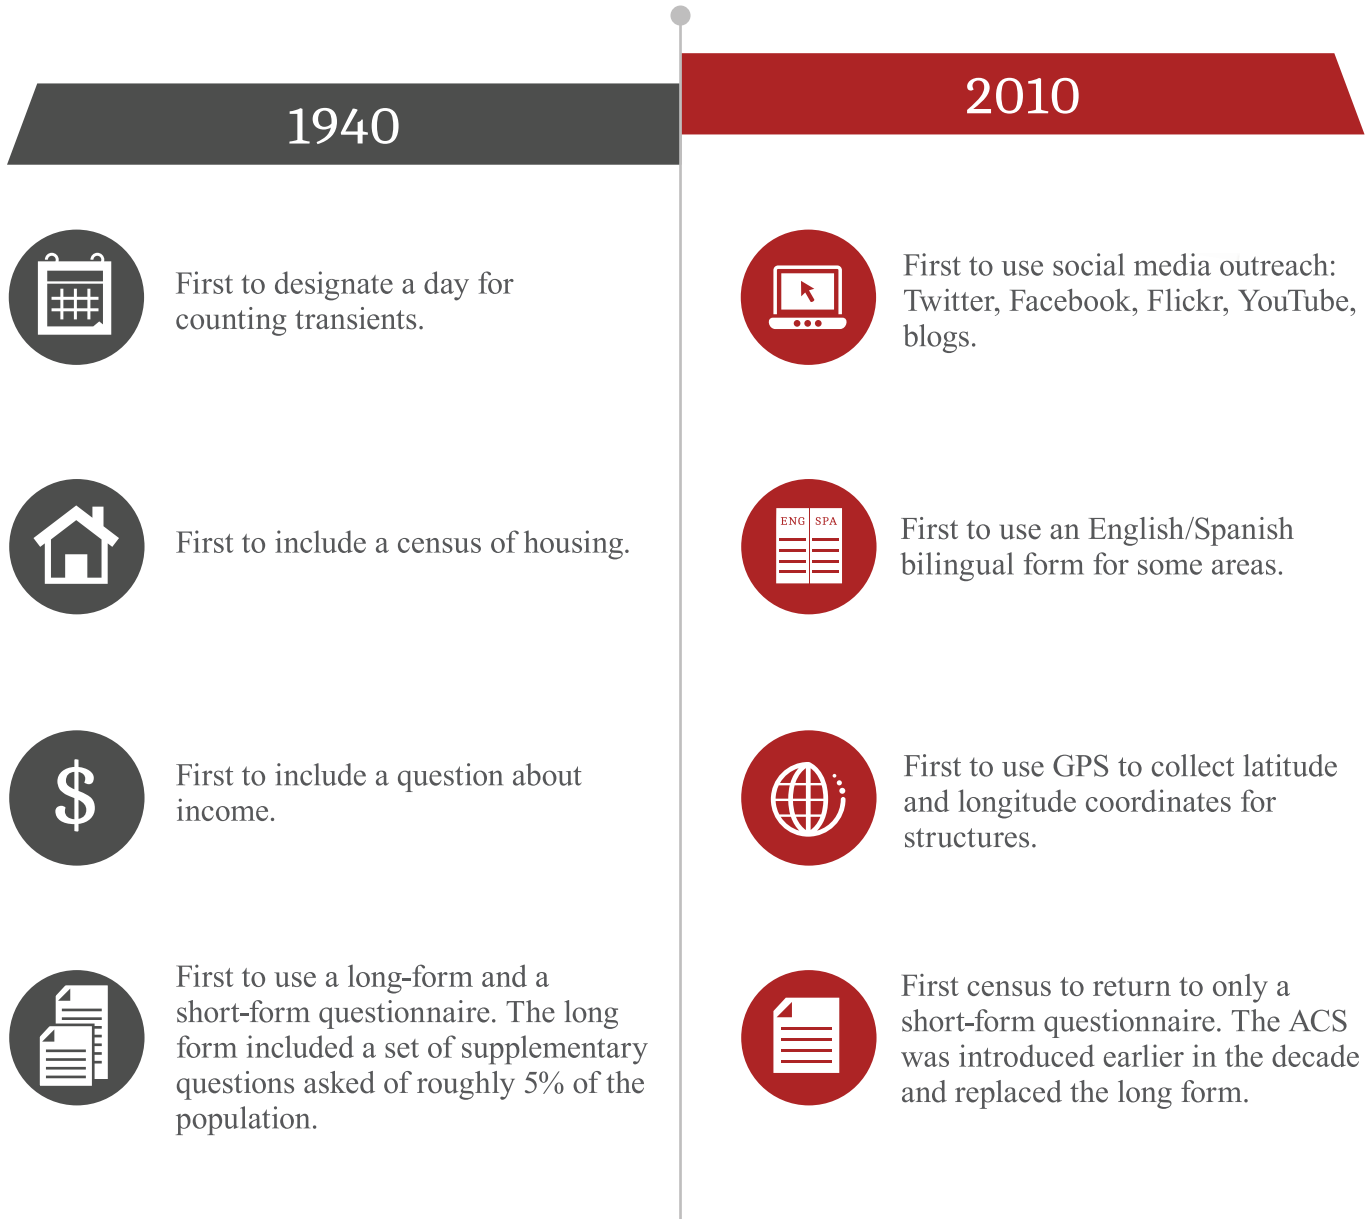 1940
First to designate a day for
counting transients.
First to include a census of housing.
First to include a question about
income.
First to use a long-form and a
short-form questionnaire. The long
form included a set of supplementary
questions asked of roughly 5% of the
population.
2010
First to use social media outreach:
Twitter, Facebook, Flickr, YouTube,
blogs.
ENG SPA
First to use an English/Spanish
bilingual form for some areas.
First to use GPS to collect latitude
and longitude coordinates for
structures.
First census to return to only a
short-form questionnaire. The ACS
was introduced earlier in the decade
and replaced the long form.